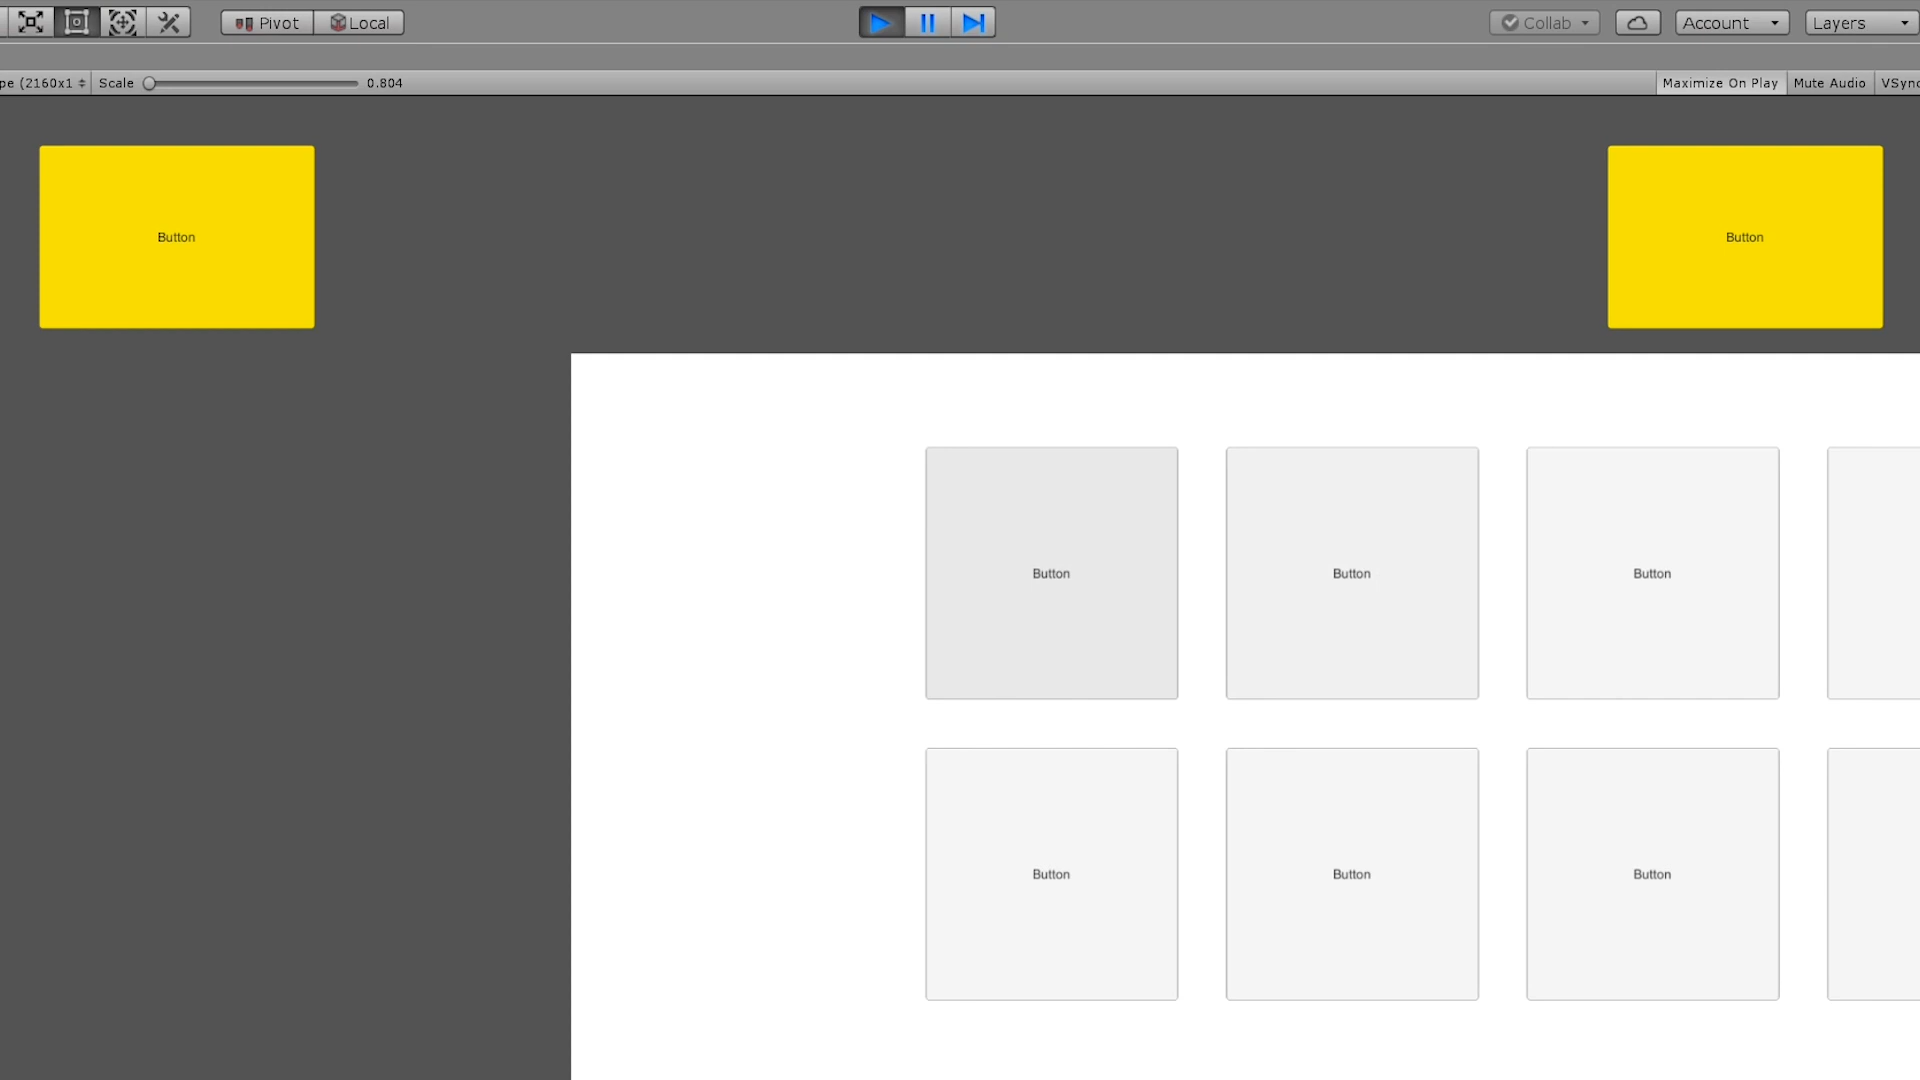 Pivot Local Collab Account Layers
pe (2160x1 Scale 0.804 Maximize On Play Mute Audio VSync
Button Button
Button Button Button
Button Button Button